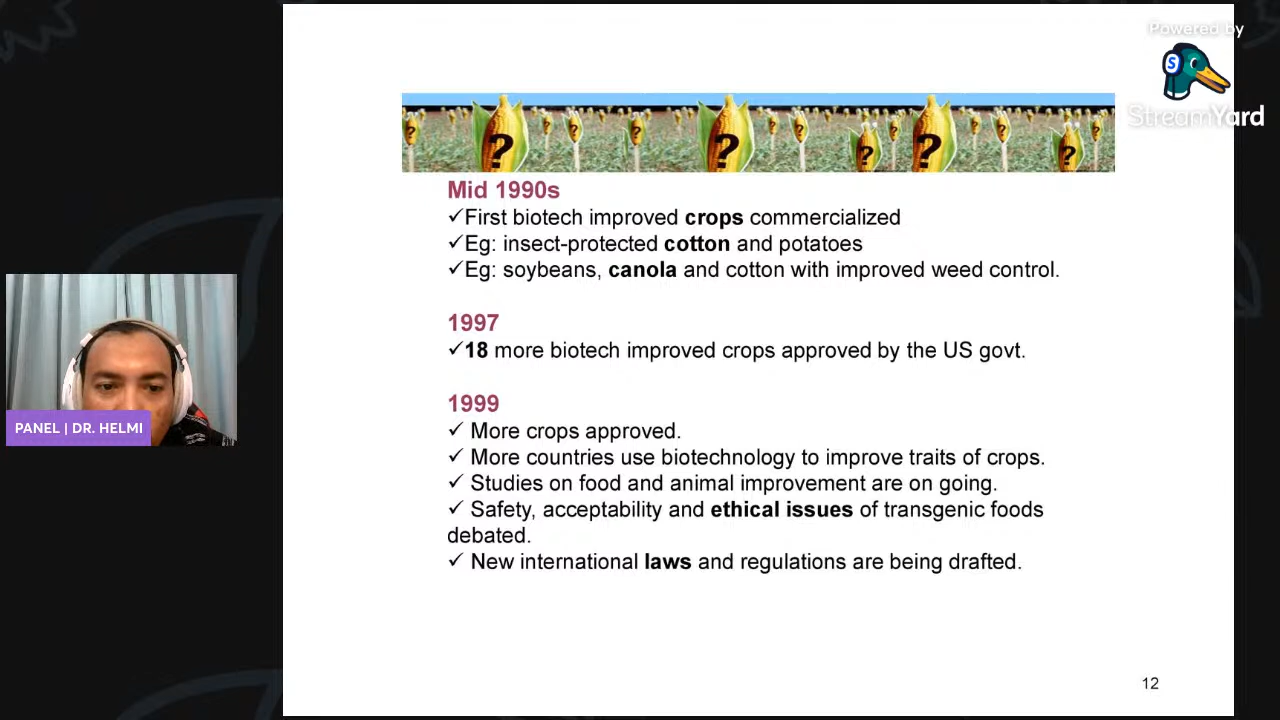 Powered by
S
StreamYard
? ? ? ? ? ? ? ? ? ? ?
Mid 1990s
✓First biotech improved crops commercialized
✓Eg: insect-protected cotton and potatoes
✓Eg: soybeans, canola and cotton with improved weed control.
1997
✓18 more biotech improved crops approved by the US govt.
1999
✓ More crops approved.
✓ More countries use biotechnology to improve traits of crops.
✓ Studies on food and animal improvement are on going.
✓ Safety, acceptability and ethical issues of transgenic foods
debated.
✓ New international laws and regulations are being drafted.
PANEL | DR. HELMI
12